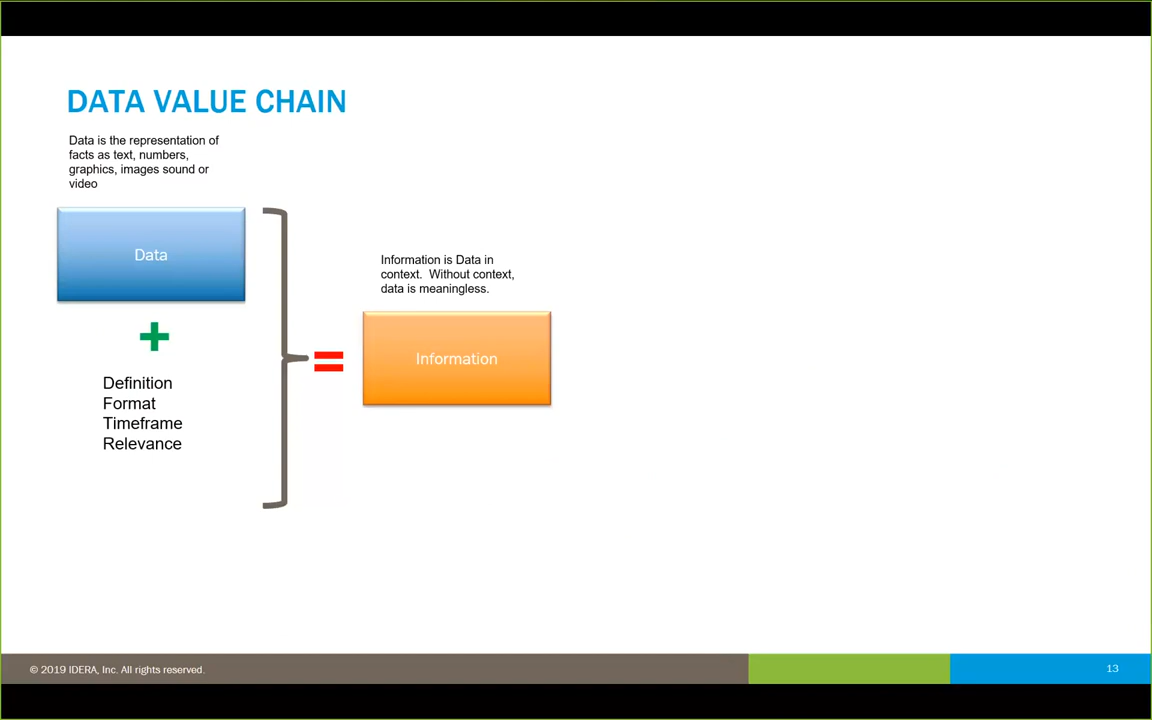 DATA VALUE CHAIN
Data is the representation of
facts as text, numbers,
graphics, images sound or
video
Data
+
Definition
Format
Timeframe
Relevance
=
Information is Data in
context.  Without context,
data is meaningless.
Information
© 2019 IDERA, Inc. All rights reserved.
13